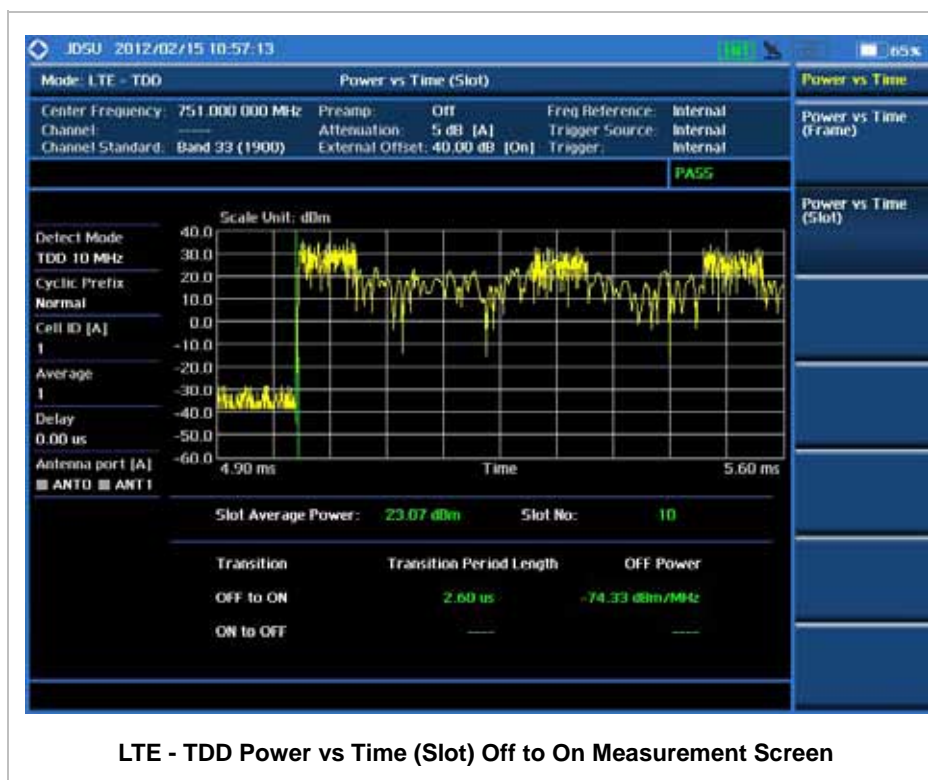 JDSU 2012/02/15 10:57:13
65%
Mode: LTE - TDD
Power vs Time (Slot)
Power vs Time
Center Frequency: 751.000 000 MHz
Preamp: Off
Freq Reference: Internal
Channel: ----
Attenuation: 5 dB [A]
Trigger Source: Internal
Channel Standard: Band 33 (1900)
External Offset: 40.00 dB [On]
Trigger: Internal
PASS
Power vs Time
(Frame)
Power vs Time
(Slot)
Scale Unit: dBm
Detect Mode
TDD 10 MHz
Cyclic Prefix
Normal
Cell ID [A]
1
Average
1
Delay
0.00 us
Antenna port [A]
ANT0 ANT1
40.0
30.0
20.0
10.0
0.0
-10.0
-20.0
-30.0
-40.0
-50.0
-60.0
4.90 ms
Time
5.60 ms
Slot Average Power: 23.07 dBm
Slot No: 10
Transition
Transition Period Length
OFF Power
OFF to ON
2.60 us
-74.33 dBm/MHz
ON to OFF
----
----
LTE - TDD Power vs Time (Slot) Off to On Measurement Screen